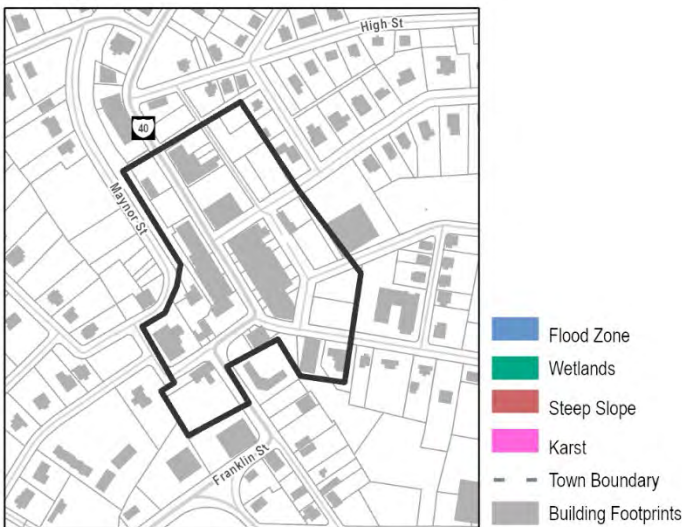 High St
40
Maynor St
Franklin St
Flood Zone
Wetlands
Steep Slope
Karst
Town Boundary
Building Footprints